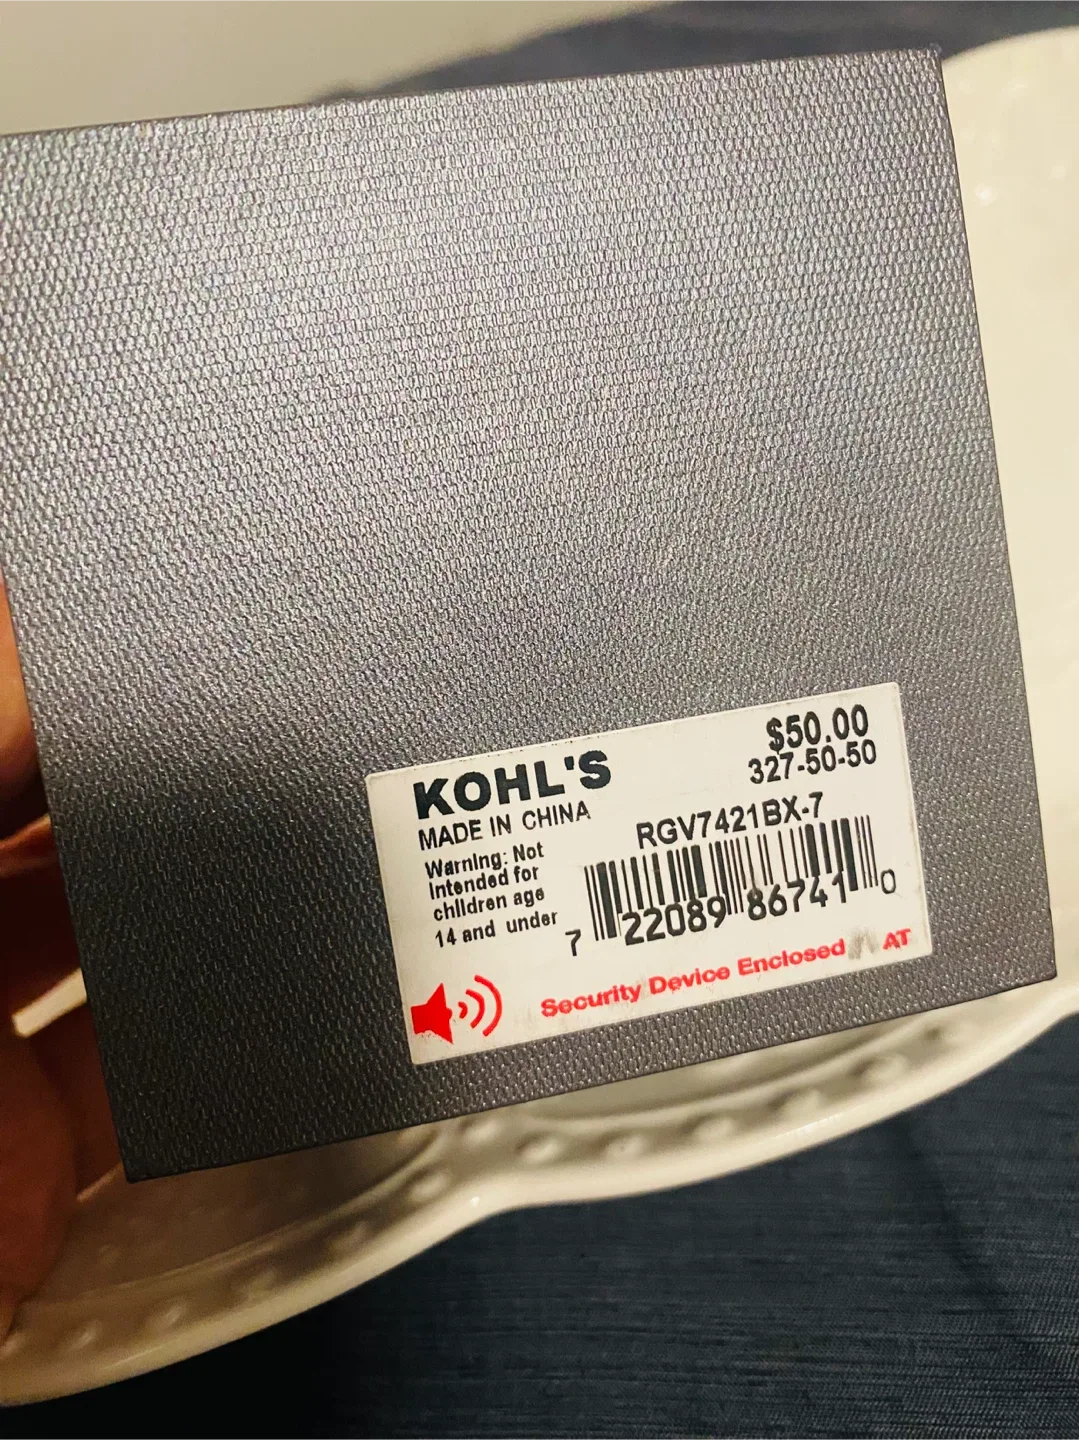 KOHL'S
$50.00
327-50-50
MADE IN CHINA
RGV7421BX-7
Warning: Not
Intended for
children age
14 and under
7 22089 86741 0
Security Device Enclosed
AT